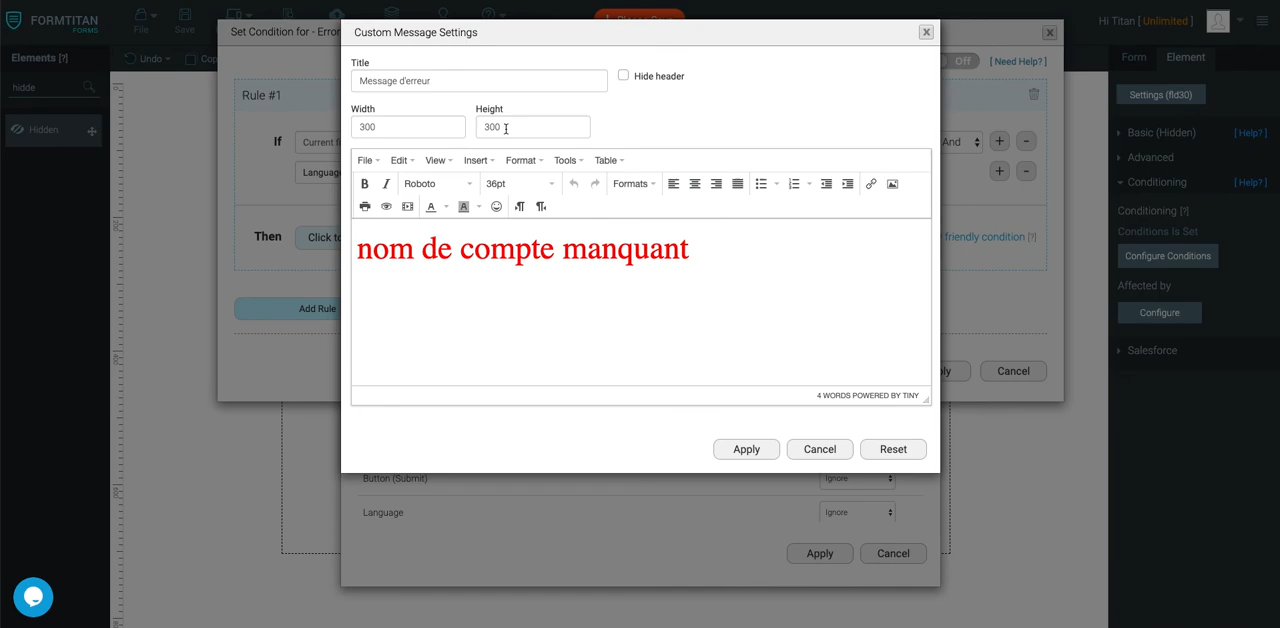 FORMTITAN
FORMS
File
Save
Hi Titan [ Unlimited ]
Elements [?]
Undo
hidde
Hidden
Set Condition for - Error
Off
[ Need Help? ]
Rule #1
If
And
+
-
+
-
Then
Click to
friendly condition [?]
Add Rule
Cancel
Custom Message Settings
X
X
Title
Message d'erreur
Hide header
Width
Height
300
300
File
Edit
View
Insert
Format
Tools
Table
B
I
Roboto
36pt
Formats
A
A
nom de compte manquant
4 WORDS POWERED BY TINY
Apply
Cancel
Reset
Button (Submit)
Ignore
Language
Ignore
Apply
Cancel
Form
Element
Settings (fld30)
Basic (Hidden)
[ Help? ]
Advanced
Conditioning
[ Help? ]
Conditioning [?]
Conditions Is Set
Configure Conditions
Affected by
Configure
Salesforce